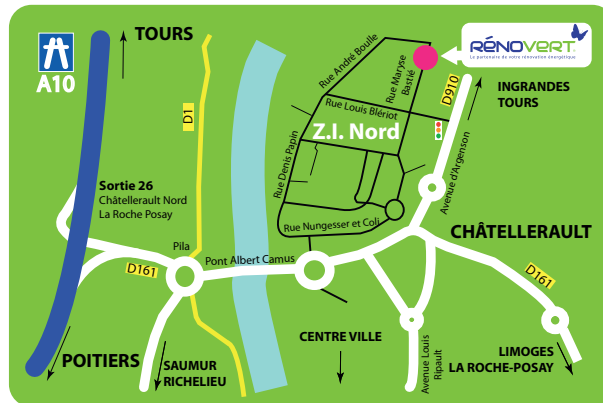 TOURS
A10
RÉNOVERT
Le partenaire de votre rénovation énergétique
Rue André Boulle
Rue Maryse
Bastié
D910
INGRANDES
TOURS
D1
Rue Louis Blériot
Z.I. Nord
Rue Denis Papin
Avenue d'Argenson
Sortie 26
Châtellerault Nord
La Roche Posay
Rue Nungesser et Coli
CHÂTELLERAULT
Pila
Pont Albert Camus
D161
D161
POITIERS
SAUMUR
RICHELIEU
CENTRE VILLE
Avenue Louis
Ripault
LIMOGES
LA ROCHE-POSAY